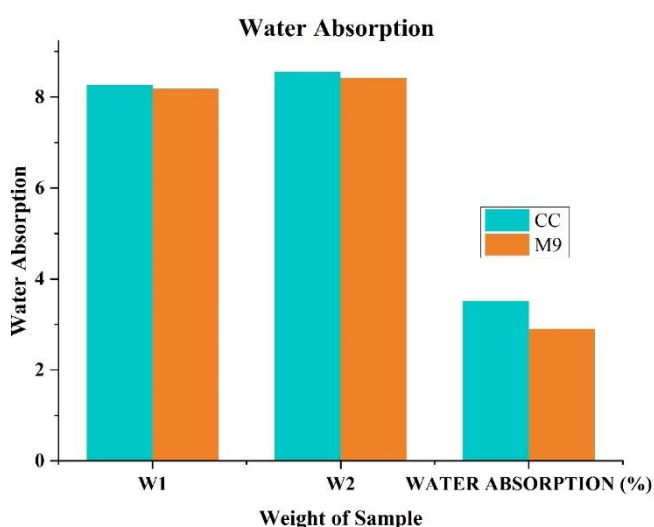 Water Absorption
Water Absorption
8
6
4
2
0
CC
M9
W1 W2 WATER ABSORPTION (%)
Weight of Sample